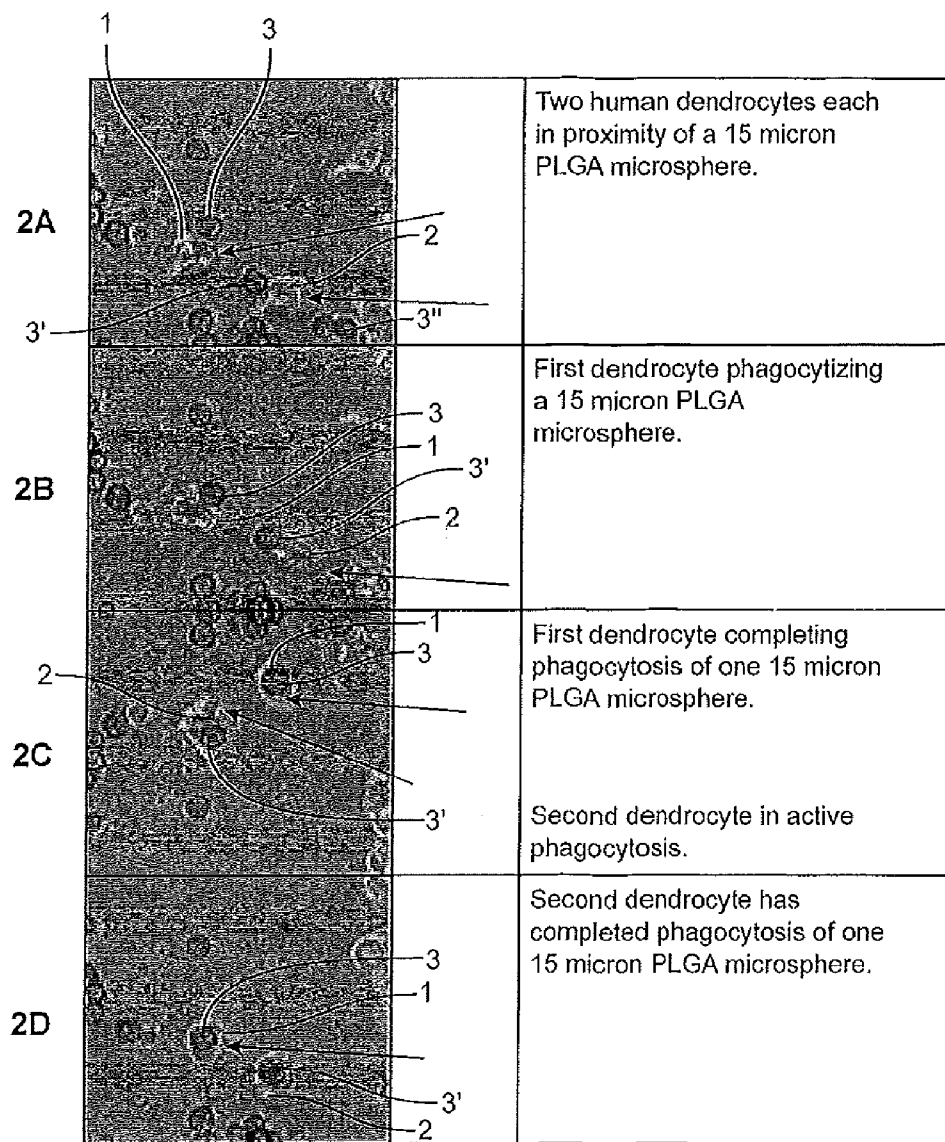 1
3
2A
2
3'
3"
Two human dendrocytes each
in proximity of a 15 micron
PLGA microsphere.
2B
3
1
3'
2
First dendrocyte phagocytizing
a 15 micron PLGA
microsphere.
2C
1
3
2
3'
First dendrocyte completing
phagocytosis of one 15 micron
PLGA microsphere.
Second dendrocyte in active
phagocytosis.
2D
3
1
3'
2
Second dendrocyte has
completed phagocytosis of one
15 micron PLGA microsphere.